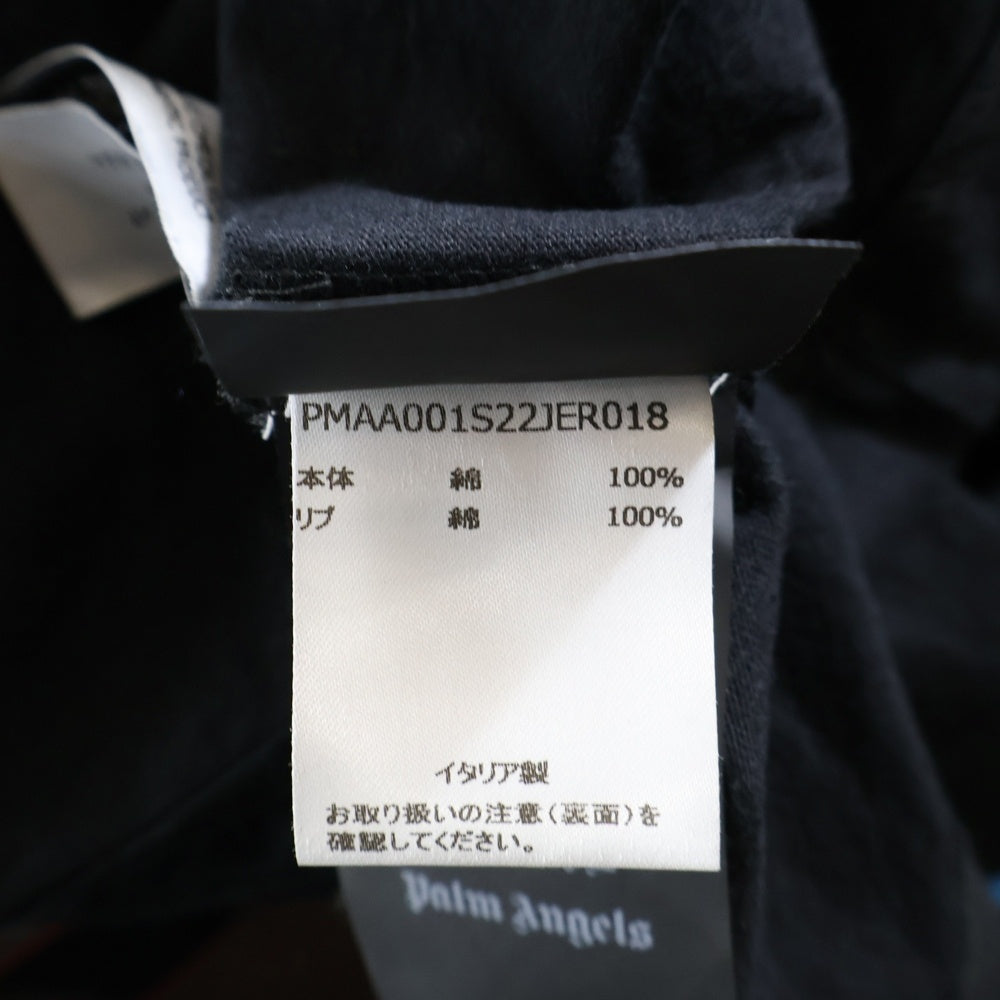 PMAA001S22JER018
本体 綿 100%
リブ 綿 100%
イタリア製
お取り扱いの注意(裏面)を
確認してください。
Palm Angels